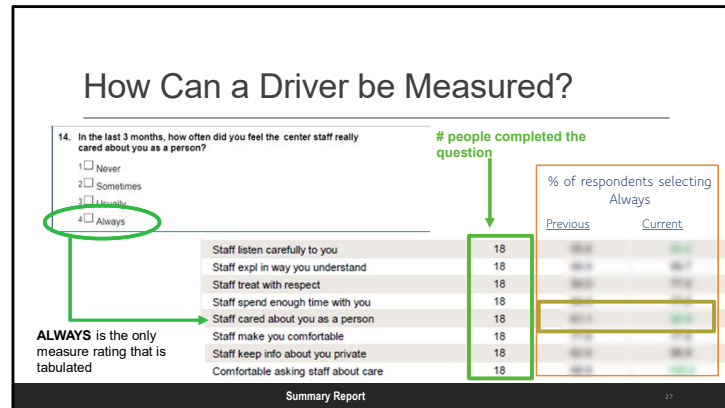 How Can a Driver be Measured?
14. In the last 3 months, how often did you feel the center staff really
cared about you as a person?
1 Never
2 Sometimes
3 Usually
4 Always
# people completed the
question
% of respondents selecting
Always
Previous Current
Staff listen carefully to you 18
Staff expl in way you understand 18
Staff treat with respect 18
Staff spend enough time with you 18
Staff cared about you as a person 18
Staff make you comfortable 18
Staff keep info about you private 18
Comfortable asking staff about care 18
ALWAYS is the only
measure rating that is
tabulated
Summary Report 27